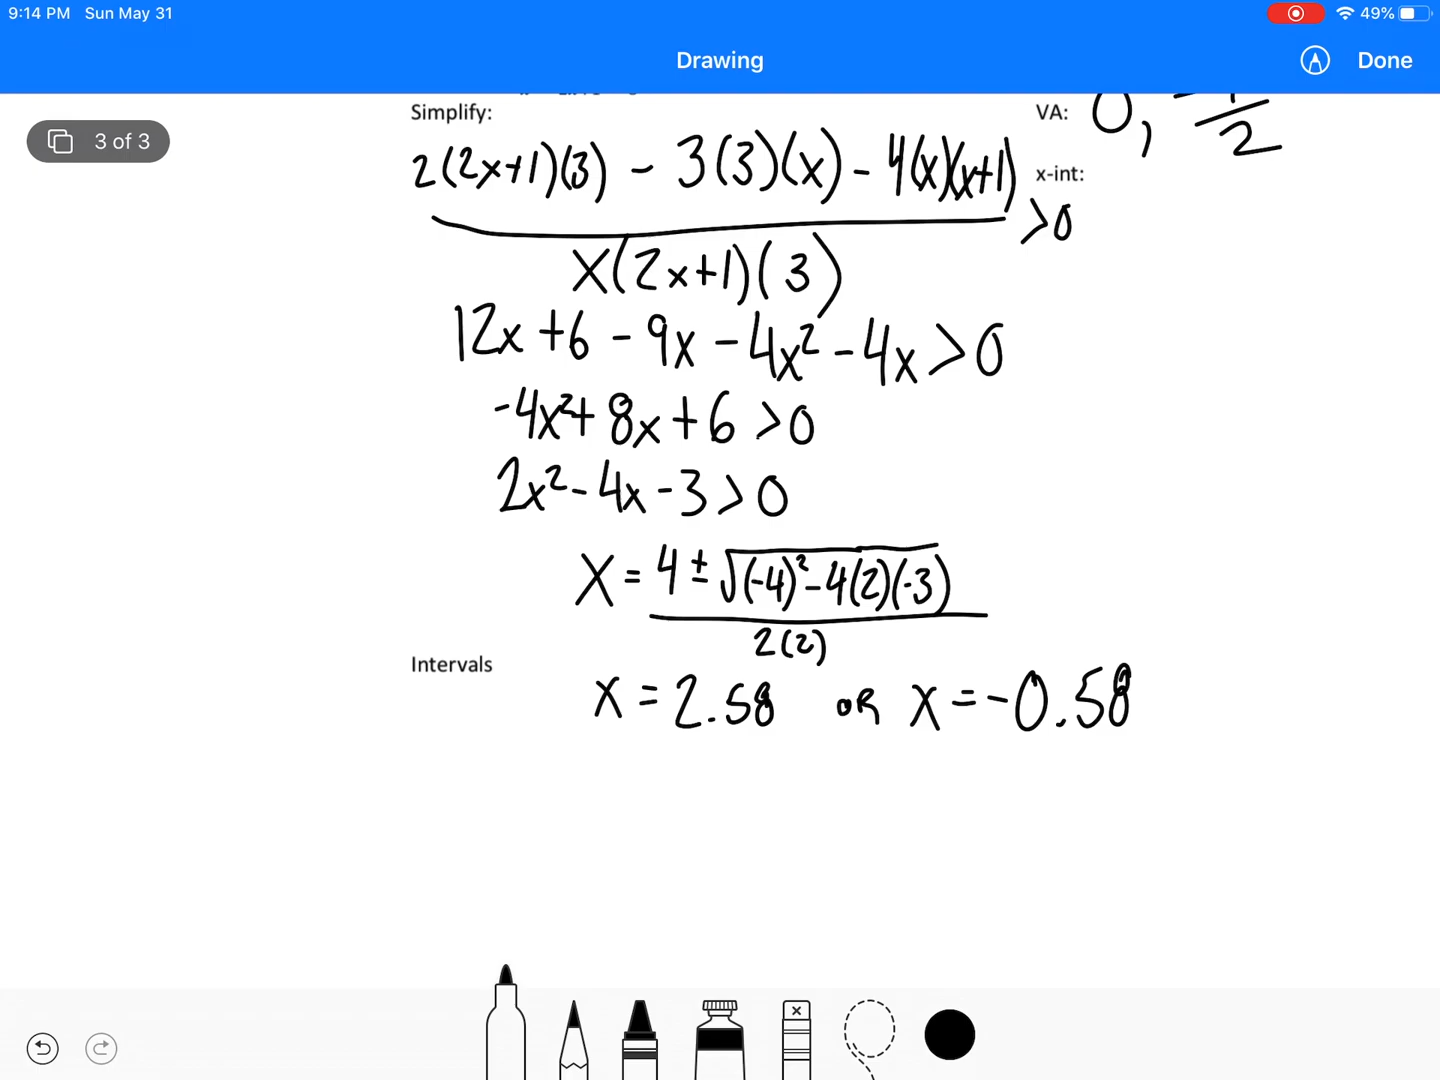 9:14 PM Sun May 31
49%
Drawing
Done
3 of 3
Simplify:
VA: 0, -1/2
2(2x+1)(3) - 3(3)(x) - 4(x)(x+1)
x-int:
>0
x(2x+1)(3)
12x + 6 - 9x - 4x² - 4x > 0
-4x² + 8x + 6 > 0
2x² - 4x - 3 > 0
x = 4 ± √(-4)² - 4(2)(-3)
2(2)
Intervals
x = 2.58 OR x = -0.58